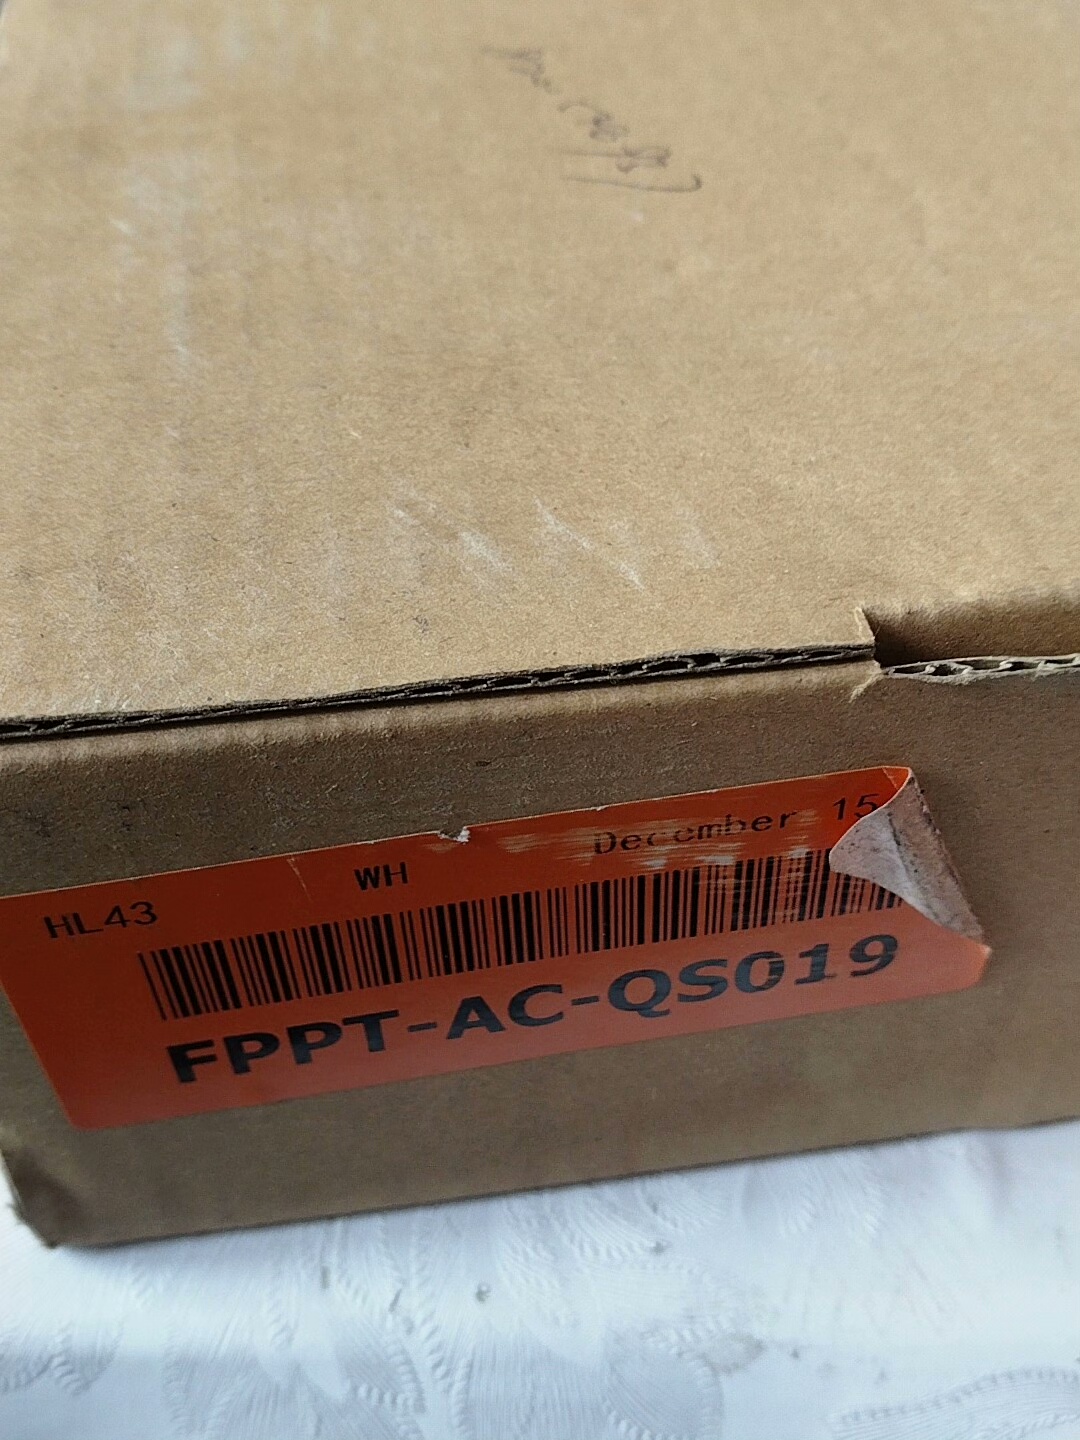 HL43 WH December 15
FPPT-AC-QS019